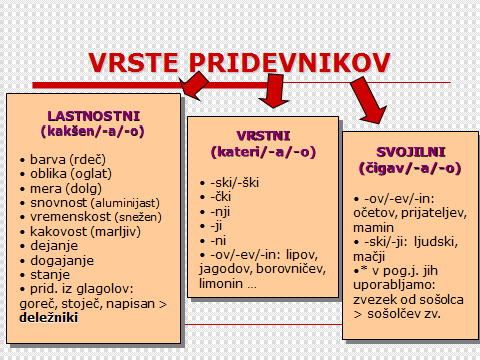 VRSTE PRIDEVNIKOV
LASTNOSTNI
(kakšen/-a/-o)
• barva (rdeč)
• oblika (oglat)
• mera (dolg)
• snovnost (aluminijast)
• vremenskost (snežen)
• kakovost (marljiv)
• dejanje
• dogajanje
• stanje
• prid. iz glagolov:
goreč, stoječ, napisan >
deležniki
VRSTNI
(kateri/-a/-o)
• -ski/-ški
• -čki
• -nji
• -ji
• -ni
• -ov/-ev/-in: lipov,
jagodov, borovničev,
limonin ...
SVOJILNI
(čigav/-a/-o)
• -ov/-ev/-in:
očetov, prijateljev,
mamin
• -ski/-ji: ljudski,
mačji
•* v pog.j. jih
uporabljamo:
zvezek od sošolca
> sošolčev zv.